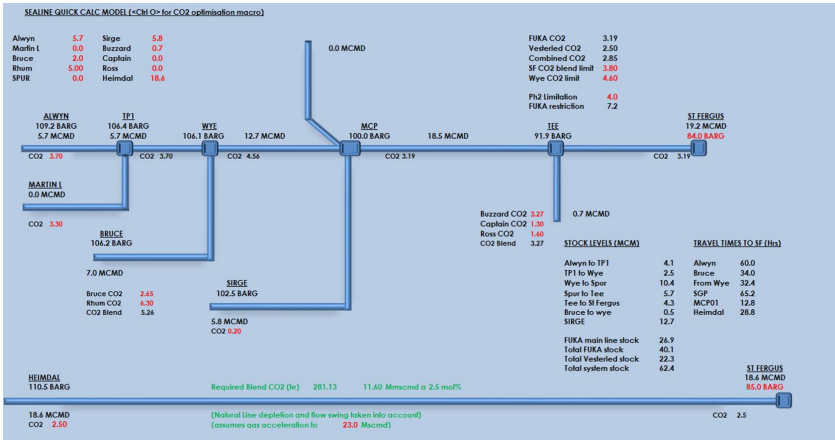 SEALINE QUICK CALC MODEL (<Ctrl O> for CO2 optimisation macro)
Alwyn 5.7 Sirge 5.8
Martin L 0.0 Buzzard 0.7
Bruce 2.0 Captain 0.0
Rhum 5.00 Ross 0.0
SPUR 0.0 Heimdal 18.6
0.0 MCMD
FUKA CO2 3.19
Vesterled CO2 2.50
Combined CO2 2.85
SF CO2 blend limit 3.80
Wye CO2 limit 4.60
Ph2 Limitation 4.0
FUKA restriction 7.2
ALWYN
109.2 BARG
5.7 MCMD
TP1
106.4 BARG
5.7 MCMD
WYE
106.1 BARG
12.7 MCMD
MCP
100.0 BARG
18.5 MCMD
TEE
91.9 BARG
ST FERGUS
19.2 MCMD
84.0 BARG
CO2 3.70
CO2 3.70
CO2 4.56
CO2 3.19
CO2 3.19
MARTIN L
0.0 MCMD
CO2 3.30
BRUCE
106.2 BARG
7.0 MCMD
Bruce CO2 2.65
Rhum CO2 6.30
CO2 Blend 5.26
SIRGE
102.5 BARG
5.8 MCMD
CO2 0.20
Buzzard CO2 3.27
Captain CO2 1.30
Ross CO2 1.60
CO2 Blend 3.27
0.7 MCMD
STOCK LEVELS (MCM)
Alwyn to TP1 4.1
TP1 to Wye 2.5
Wye to Spur 10.4
Spur to Tee 5.7
Tee to St Fergus 4.3
Bruce to wye 0.5
SIRGE 12.7
FUKA main line stock 26.9
Total FUKA stock 40.1
Total Vesterled stock 22.3
Total system stock 62.4
TRAVEL TIMES TO SF (Hrs)
Alwyn 60.0
Bruce 34.0
From Wye 32.4
SGP 65.2
MCP01 12.8
Heimdal 28.8
HEIMDAL
110.5 BARG
Required Blend CO2 (te) 281.13 11.60 Mmscmd a 2.5 mol%
ST FERGUS
18.6 MCMD
85.0 BARG
18.6 MCMD
CO2 2.50
(Natural Line depletion and flow swing taken into account)
(assumes gas acceleration to 23.0 Mscmd)
CO2 2.5